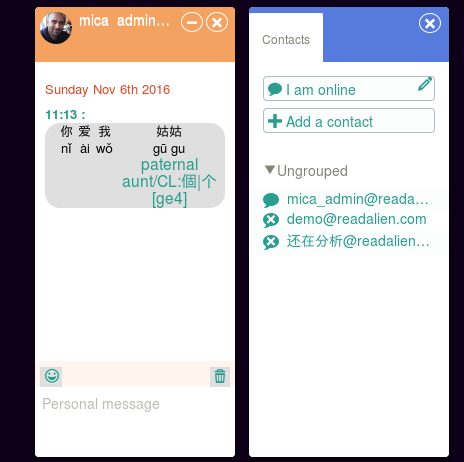 mica admin...
Sunday Nov 6th 2016
11:13 :
你 爱 我 姑姑
nǐ ài wǒ gū gu
paternal
aunt/CL:個|个
[ge4]
Personal message
Contacts
I am online
Add a contact
Ungrouped
mica_admin@reada...
demo@readalien.com
还在分析@readalien...